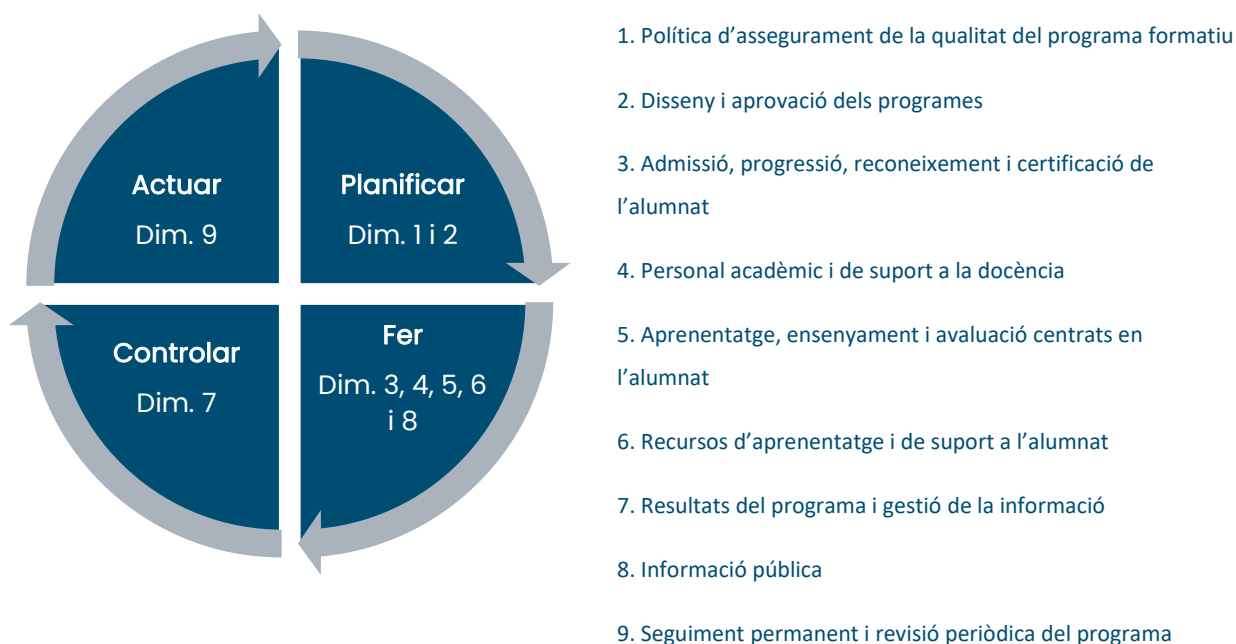 Actuar
Dim. 9
Planificar
Dim. 1 i 2
Controlar
Dim. 7
Fer
Dim. 3, 4, 5, 6
i 8
1. Política d’assegurament de la qualitat del programa formatiu
2. Disseny i aprovació dels programes
3. Admissió, progressió, reconeixement i certificació de
l’alumnat
4. Personal acadèmic i de suport a la docència
5. Aprenentatge, ensenyament i avaluació centrats en
l’alumnat
6. Recursos d’aprenentatge i de suport a l’alumnat
7. Resultats del programa i gestió de la informació
8. Informació pública
9. Seguiment permanent i revisió periòdica del programa